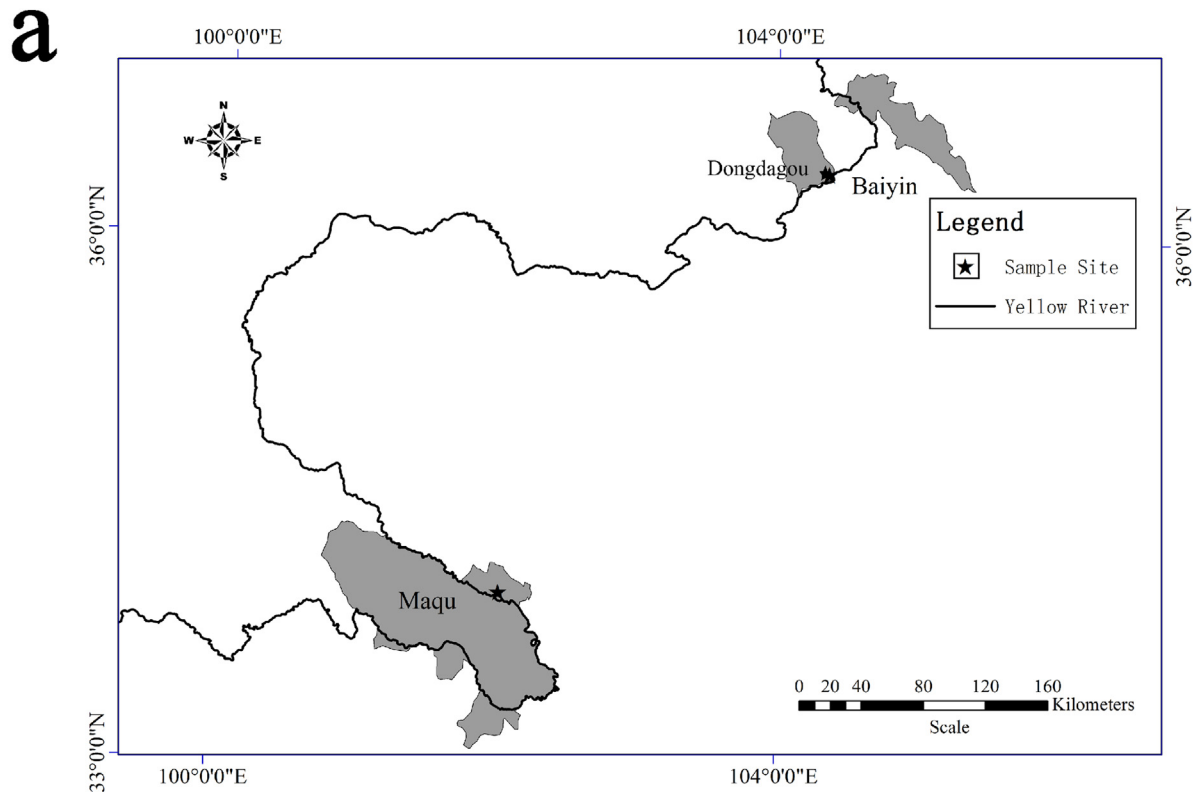 a
100°0'0"E
104°0'0"E
N
W
E
S
Dongdagou
Baiyin
36°0'0"N
36°0'0"N
Legend
Sample Site
Yellow River
Maqu
0 20 40 80 120 160
Kilometers
Scale
33°0'0"N
100°0'0"E
104°0'0"E